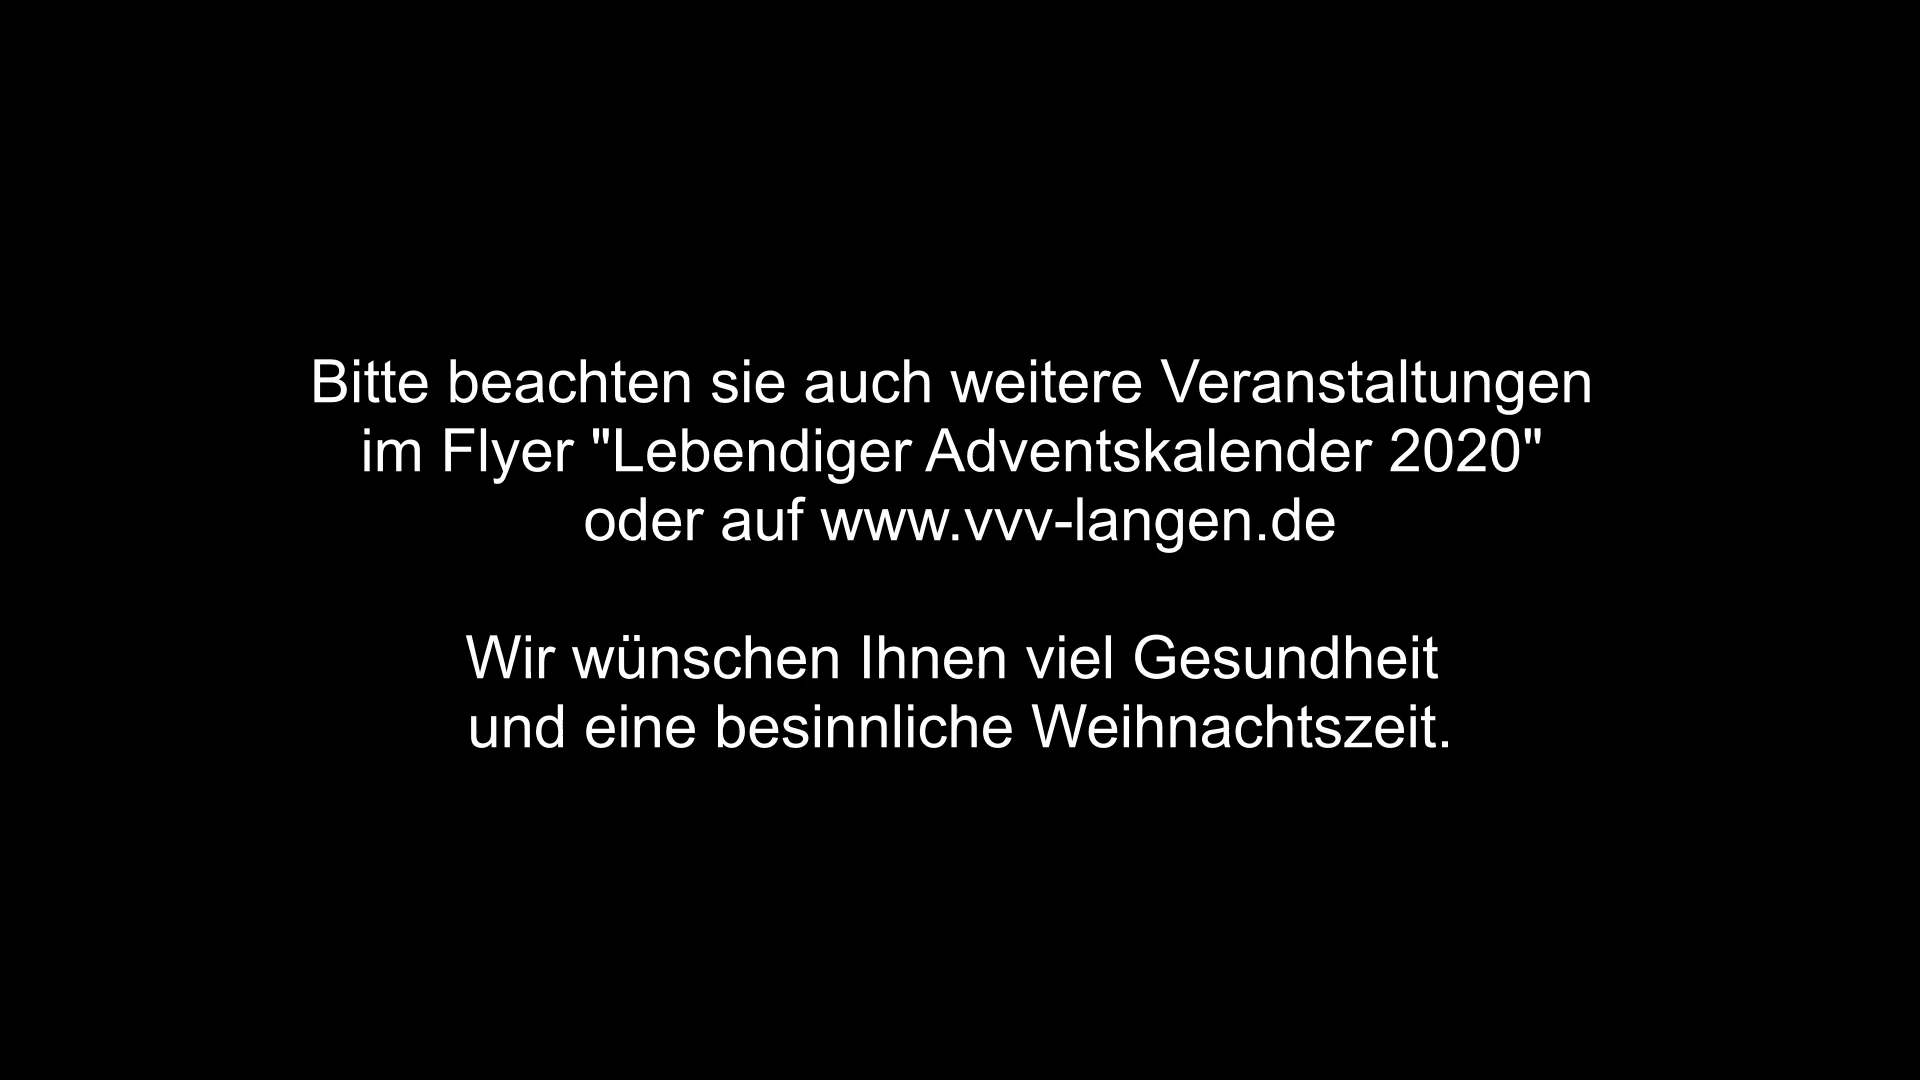 Bitte beachten sie auch weitere Veranstaltungen
im Flyer "Lebendiger Adventskalender 2020"
oder auf www.vvv-langen.de
Wir wünschen Ihnen viel Gesundheit
und eine besinnliche Weihnachtszeit.